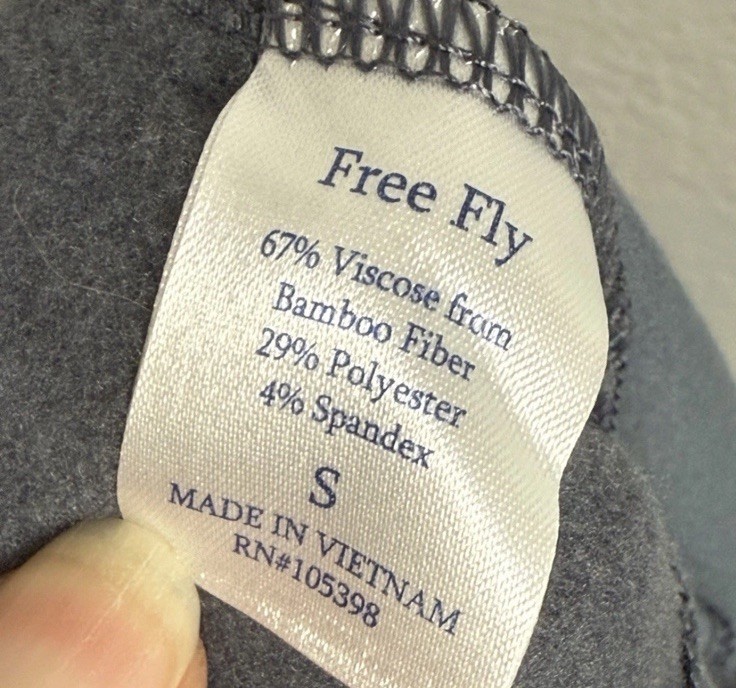 Free Fly
67% Viscose from
Bamboo Fiber
29% Polyester
4% Spandex
S
MADE IN VIETNAM
RN#105398